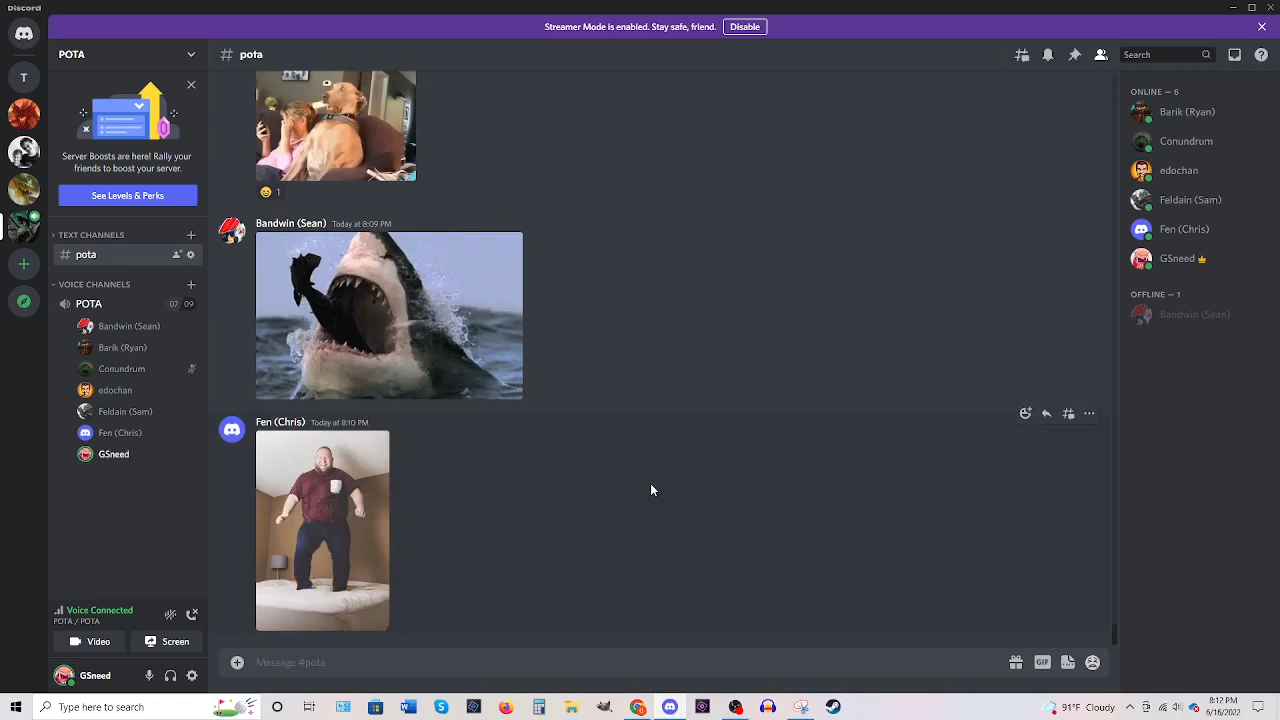 Discord
Streamer Mode is enabled. Stay safe, friend.
Disable
POTA
pota
Search
T
Server Boosts are here! Rally your
friends to boost your server.
See Levels & Perks
TEXT CHANNELS
pota
VOICE CHANNELS
POTA
07 09
Bandwin (Sean)
Barik (Ryan)
Conundrum
edochan
Feldain (Sam)
Fen (Chris)
GSneed
Voice Connected
POTA / POTA
Video
Screen
GSneed
1
Bandwin (Sean) Today at 8:09 PM
Fen (Chris) Today at 8:10 PM
Message #pota
GIF
ONLINE — 6
Barik (Ryan)
Conundrum
edochan
Feldain (Sam)
Fen (Chris)
GSneed
OFFLINE — 1
Bandwin (Sean)
Type here to search
91°F Cloudy
8:12 PM
6/15/2022